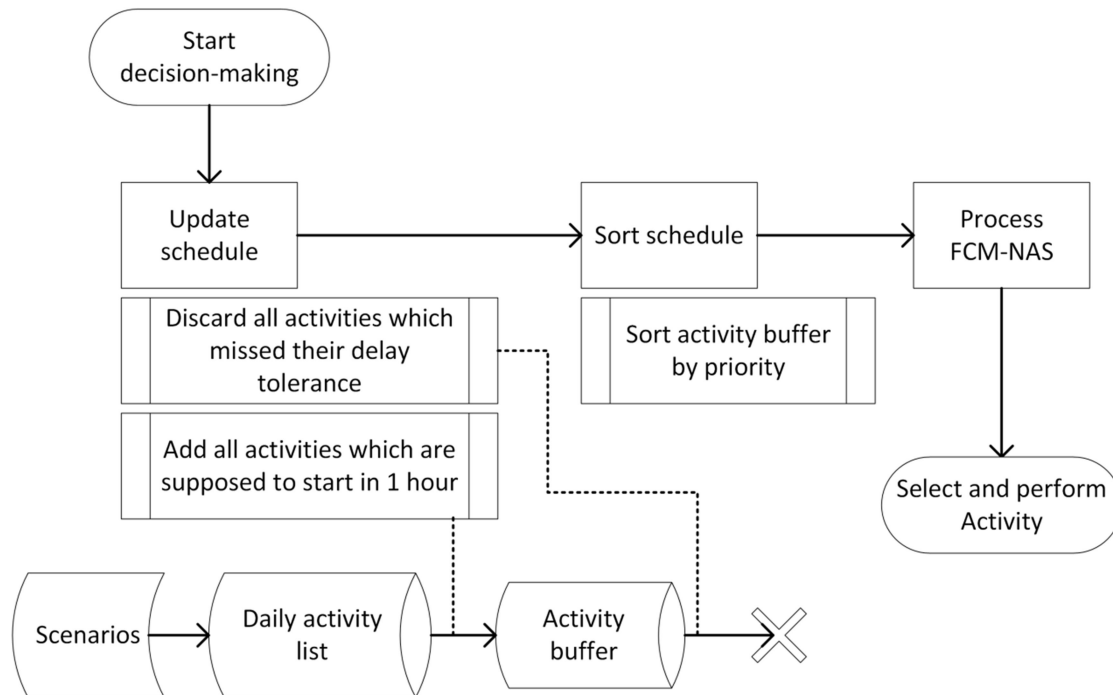 Start
decision-making
Update
schedule
Sort schedule
Process
FCM-NAS
Discard all activities which
missed their delay
tolerance
Sort activity buffer
by priority
Add all activities which are
supposed to start in 1 hour
Select and perform
Activity
Scenarios
Daily activity
list
Activity
buffer